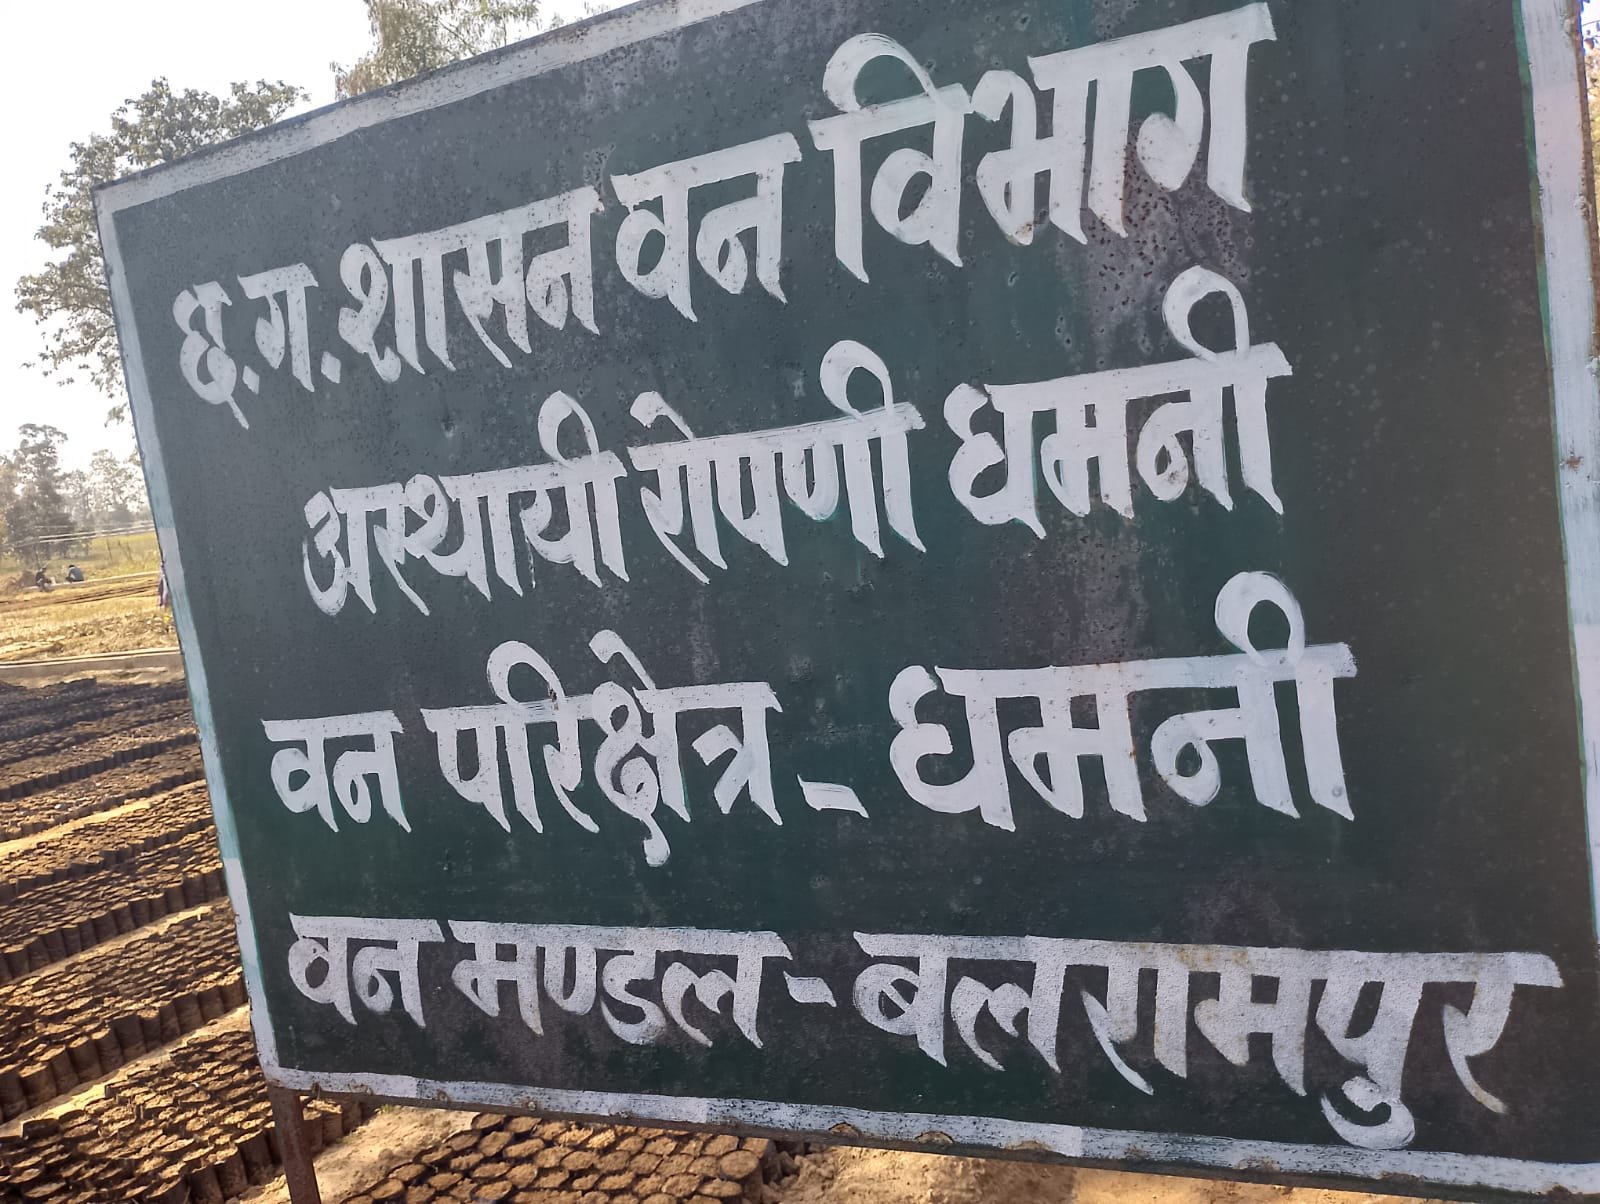 छ.ग. शासन वन विभाग
अस्थायी रोपणी धमनी
वन परिक्षेत्र - धमनी
वन मण्डल - बलरामपुर